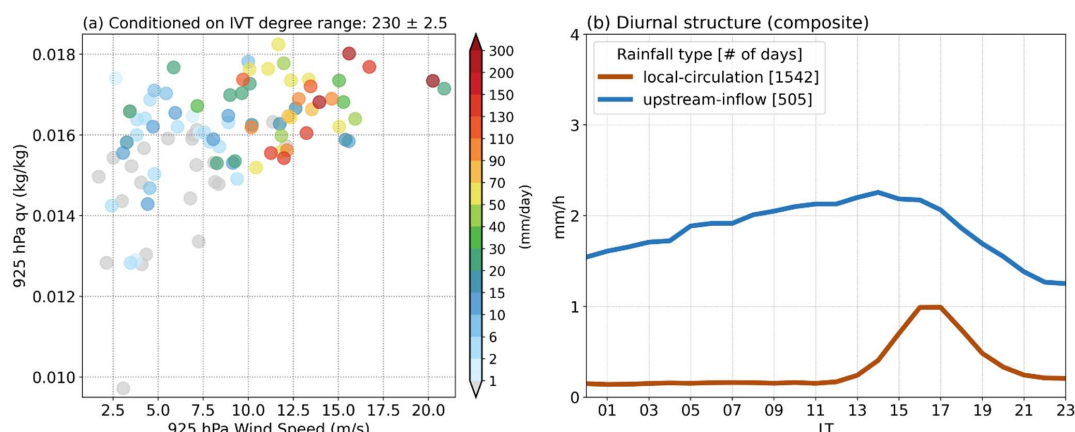 (a) Conditioned on IVT degree range: 230 ± 2.5
0.018
0.016
0.014
0.012
0.010
925 hPa qv (kg/kg)
2.5 5.0 7.5 10.0 12.5 15.0 17.5 20.0
925 hPa Wind Speed (m/s)
300
200
150
130
110
90
70
50
40
30
20
15
10
6
2
1
(mm/day)
(b) Diurnal structure (composite)
Rainfall type [# of days]
local-circulation [1542]
upstream-inflow [505]
4
3
2
1
0
mm/h
01 03 05 07 09 11 13 15 17 19 21 23
LT